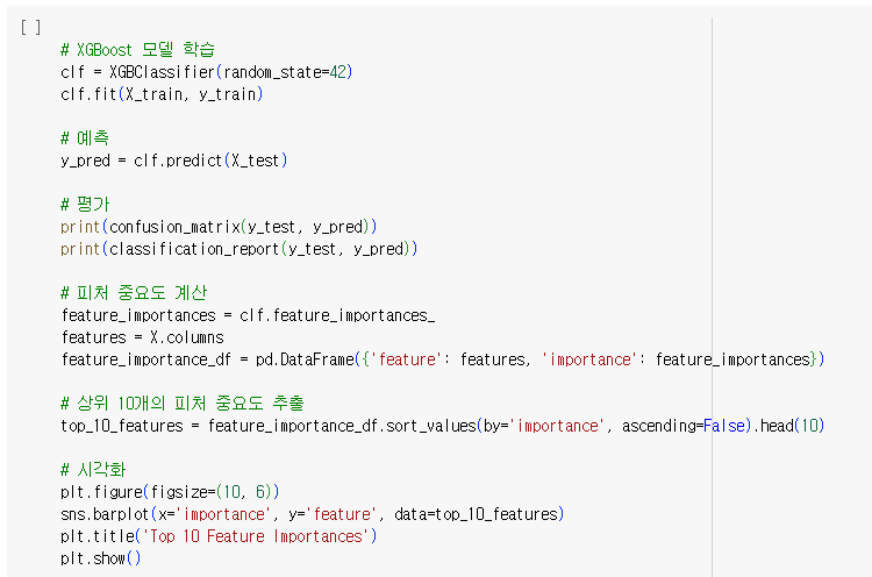 [ ]
# XGBoost 모델 학습
clf = XGBClassifier(random_state=42)
clf.fit(X_train, y_train)
# 예측
y_pred = clf.predict(X_test)
# 평가
print(confusion_matrix(y_test, y_pred))
print(classification_report(y_test, y_pred))
# 피처 중요도 계산
feature_importances = clf.feature_importances_
features = X.columns
feature_importance_df = pd.DataFrame({'feature': features, 'importance': feature_importances})
# 상위 10개의 피처 중요도 추출
top_10_features = feature_importance_df.sort_values(by='importance', ascending=False).head(10)
# 시각화
plt.figure(figsize=(10, 6))
sns.barplot(x='importance', y='feature', data=top_10_features)
plt.title('Top 10 Feature Importances')
plt.show()